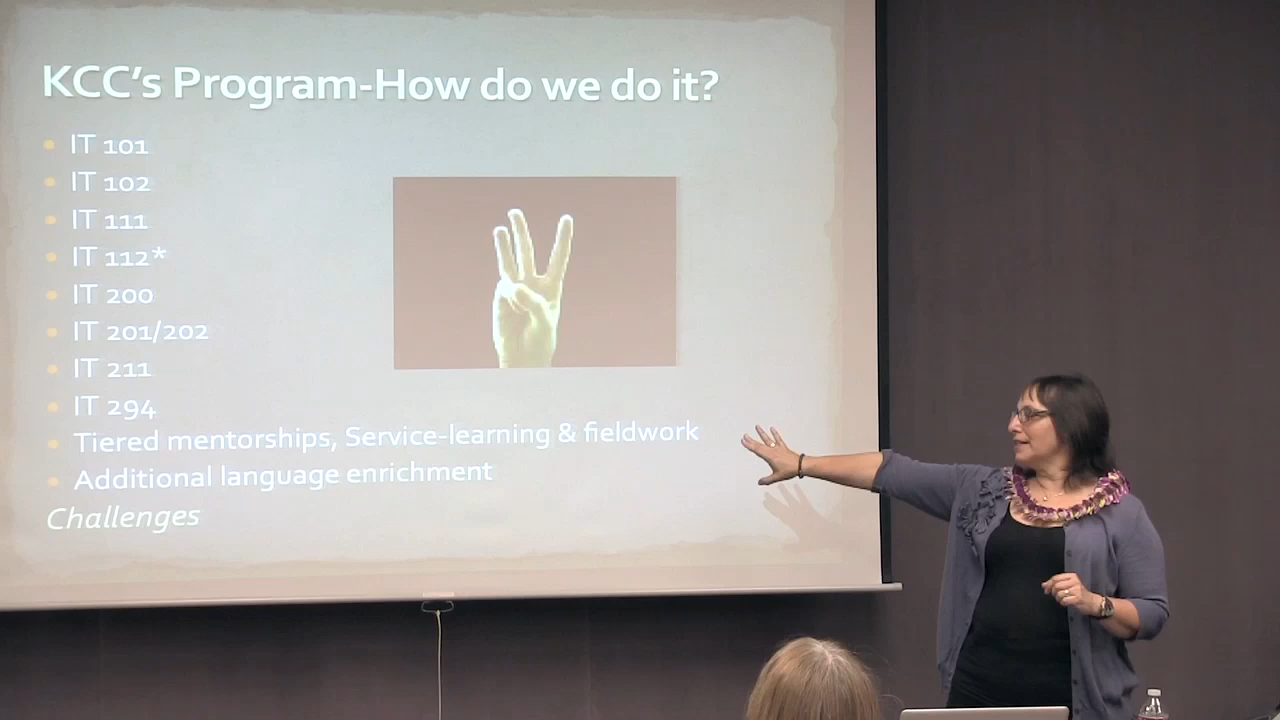 KCC's Program-How do we do it?
IT 101
IT 102
IT 111
IT 112*
IT 200
IT 201/202
IT 211
IT 294
Tiered mentorships, Service-learning & fieldwork
Additional language enrichment
Challenges